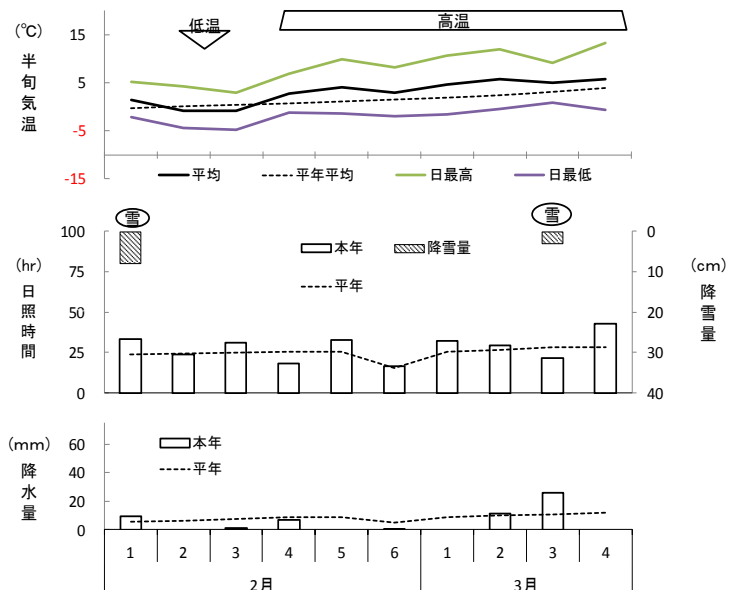 低温 高温
(℃)
半旬気温
15
5
-5
-15
平均 平年平均 日最高 日最低
雪 雪
(hr)
日照時間
100
75
50
25
0
本年 降雪量
平年
(cm)
降雪量
0
10
20
30
40
(mm)
降水量
60
40
20
0
本年
平年
1 2 3 4 5 6 1 2 3 4
2月 3月